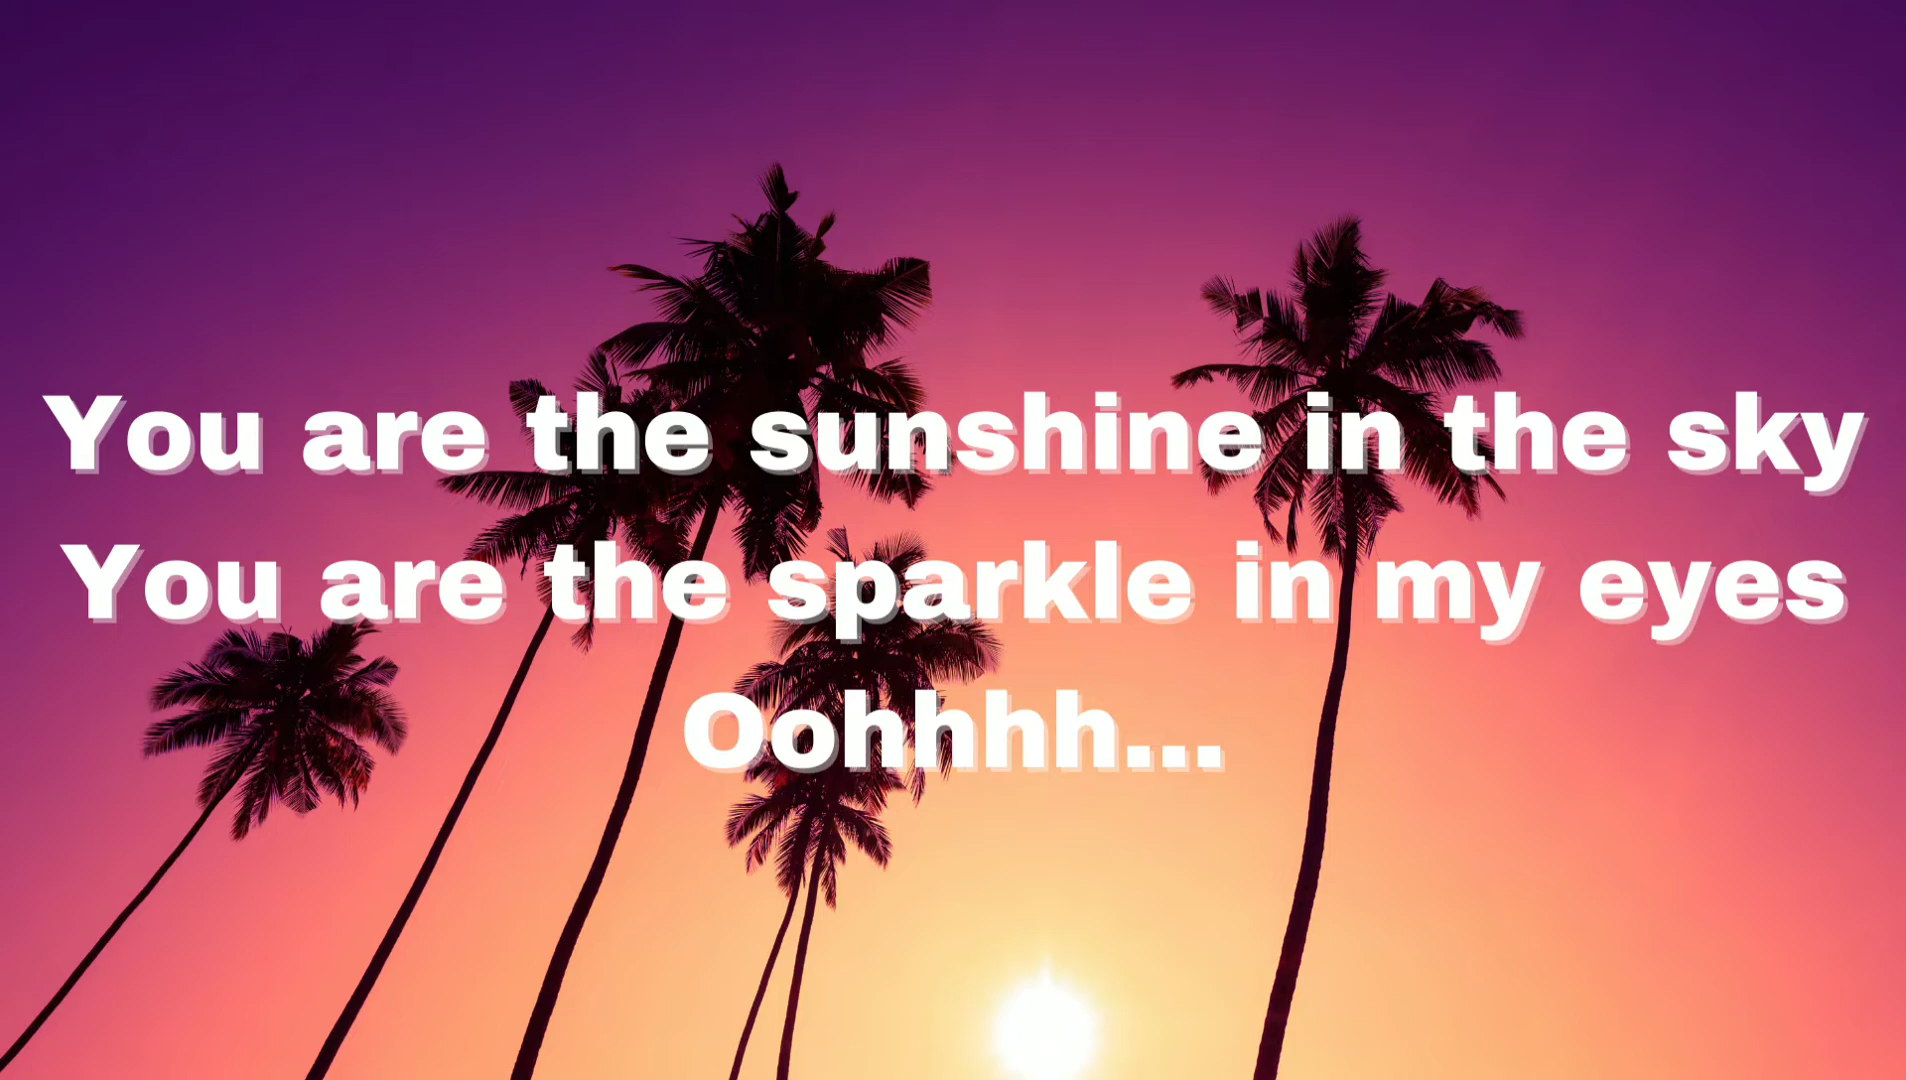 You are the sunshine in the sky
You are the sparkle in my eyes
Oohhhh...